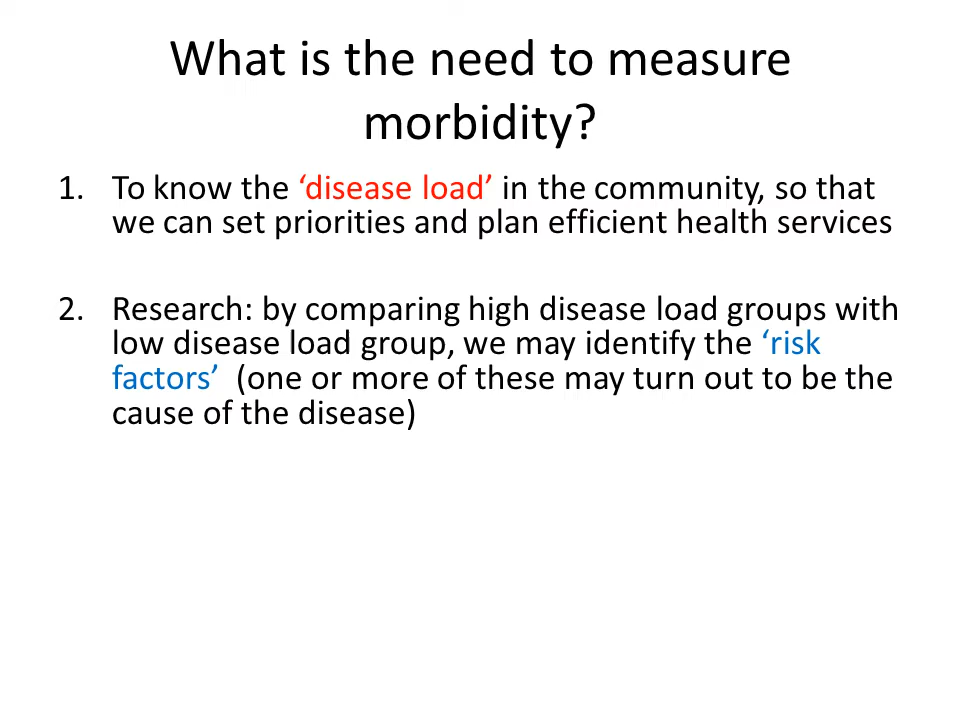 What is the need to measure
morbidity?
1. To know the ‘disease load’ in the community, so that
we can set priorities and plan efficient health services
2. Research: by comparing high disease load groups with
low disease load group, we may identify the ‘risk
factors’  (one or more of these may turn out to be the
cause of the disease)